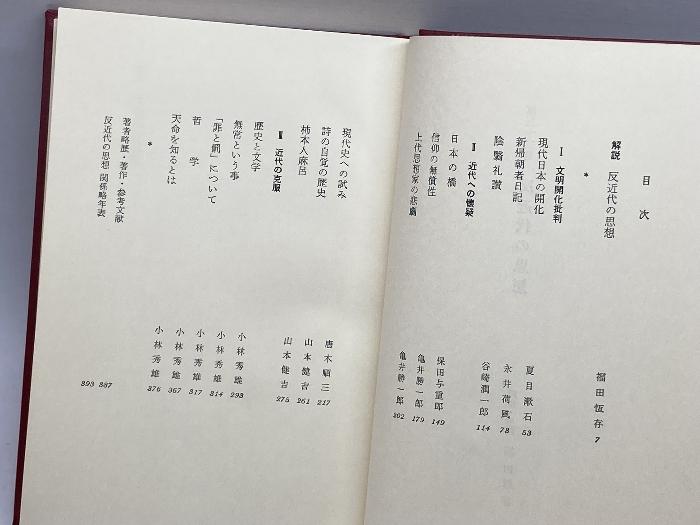 目次
解説 反近代の思想 福田恆存 7
*
Ⅰ 文明開化批判
現代日本の開化 夏目漱石 53
新帰朝者日記 永井荷風 78
陰翳礼讃 谷崎潤一郎 114
Ⅱ 近代への懐疑
日本の橋 保田与重郎 149
信仰の無償性 亀井勝一郎 179
上代思想家の悲劇 亀井勝一郎 202
現代史への試み 唐木順三 217
詩の自覚の歴史 山本健吉 261
柿本人麻呂 山本健吉 275
Ⅲ 近代の克服
歴史と文学 小林秀雄 293
無常という事 小林秀雄 314
「罪と罰」について 小林秀雄 317
哲学 小林秀雄 367
天命を知るとは 小林秀雄 376
*
著者略歴・著作・参考文献 387
反近代の思想 関係略年表 393